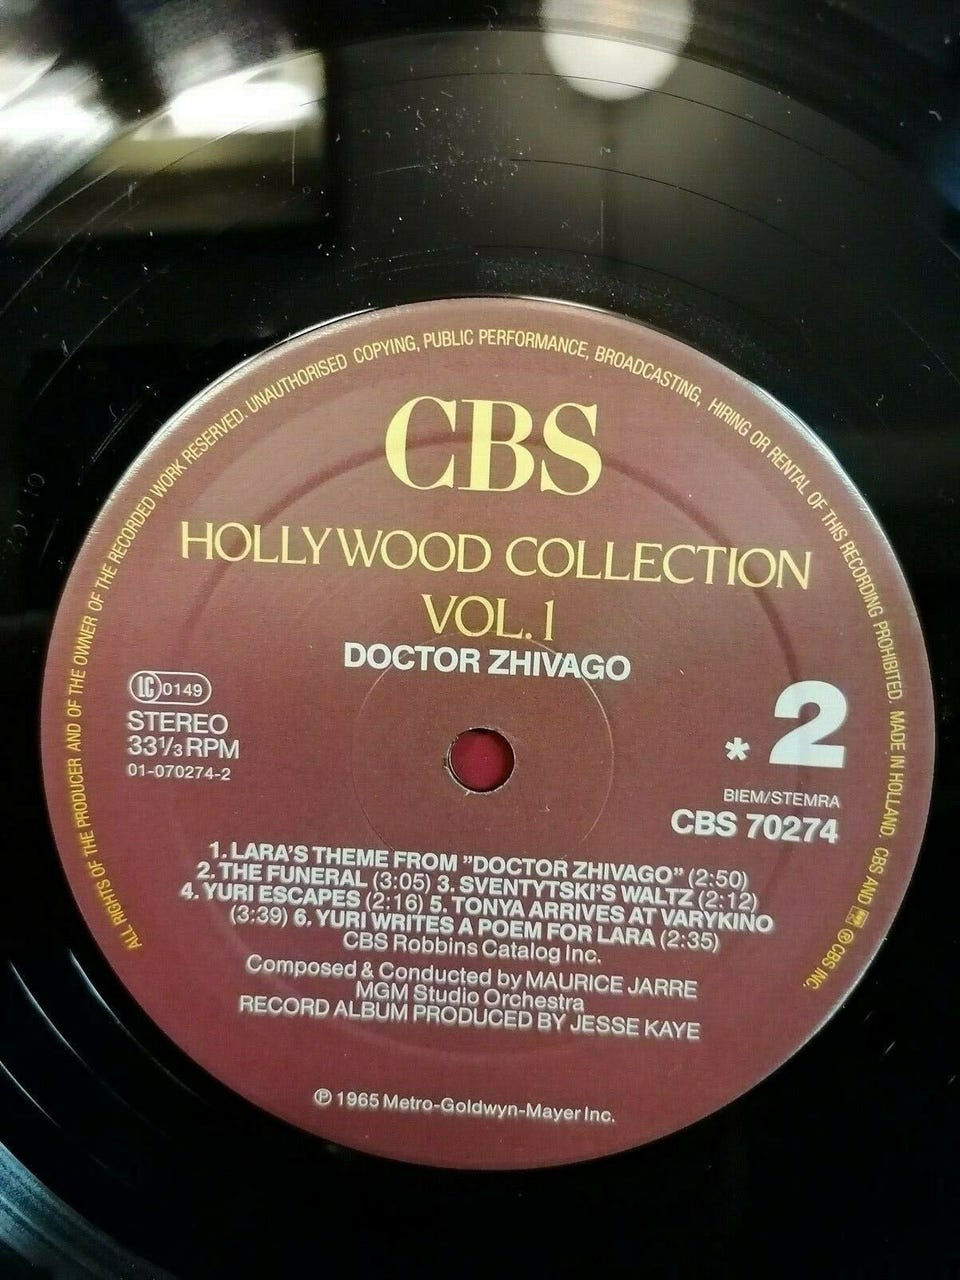 ALL RIGHTS OF THE PRODUCER AND OF THE OWNER OF THE RECORDED WORK RESERVED. UNAUTHORISED COPYING, PUBLIC PERFORMANCE, BROADCASTING, HIRING OR RENTAL OF THIS RECORDING PROHIBITED. MADE IN HOLLAND. CBS AND ℗ CBS INC.
CBS
HOLLYWOOD COLLECTION
VOL. 1
DOCTOR ZHIVAGO
LC 0149
STEREO
33 1/3 RPM
01-070274-2
* 2
BIEM/STEMRA
CBS 70274
1. LARA'S THEME FROM "DOCTOR ZHIVAGO" (2:50)
2. THE FUNERAL (3:05) 3. SVENTYTSKI'S WALTZ (2:12)
4. YURI ESCAPES (2:16) 5. TONYA ARRIVES AT VARYKINO
(3:39) 6. YURI WRITES A POEM FOR LARA (2:35)
CBS Robbins Catalog Inc.
Composed & Conducted by MAURICE JARRE
MGM Studio Orchestra
RECORD ALBUM PRODUCED BY JESSE KAYE
℗ 1965 Metro-Goldwyn-Mayer Inc.